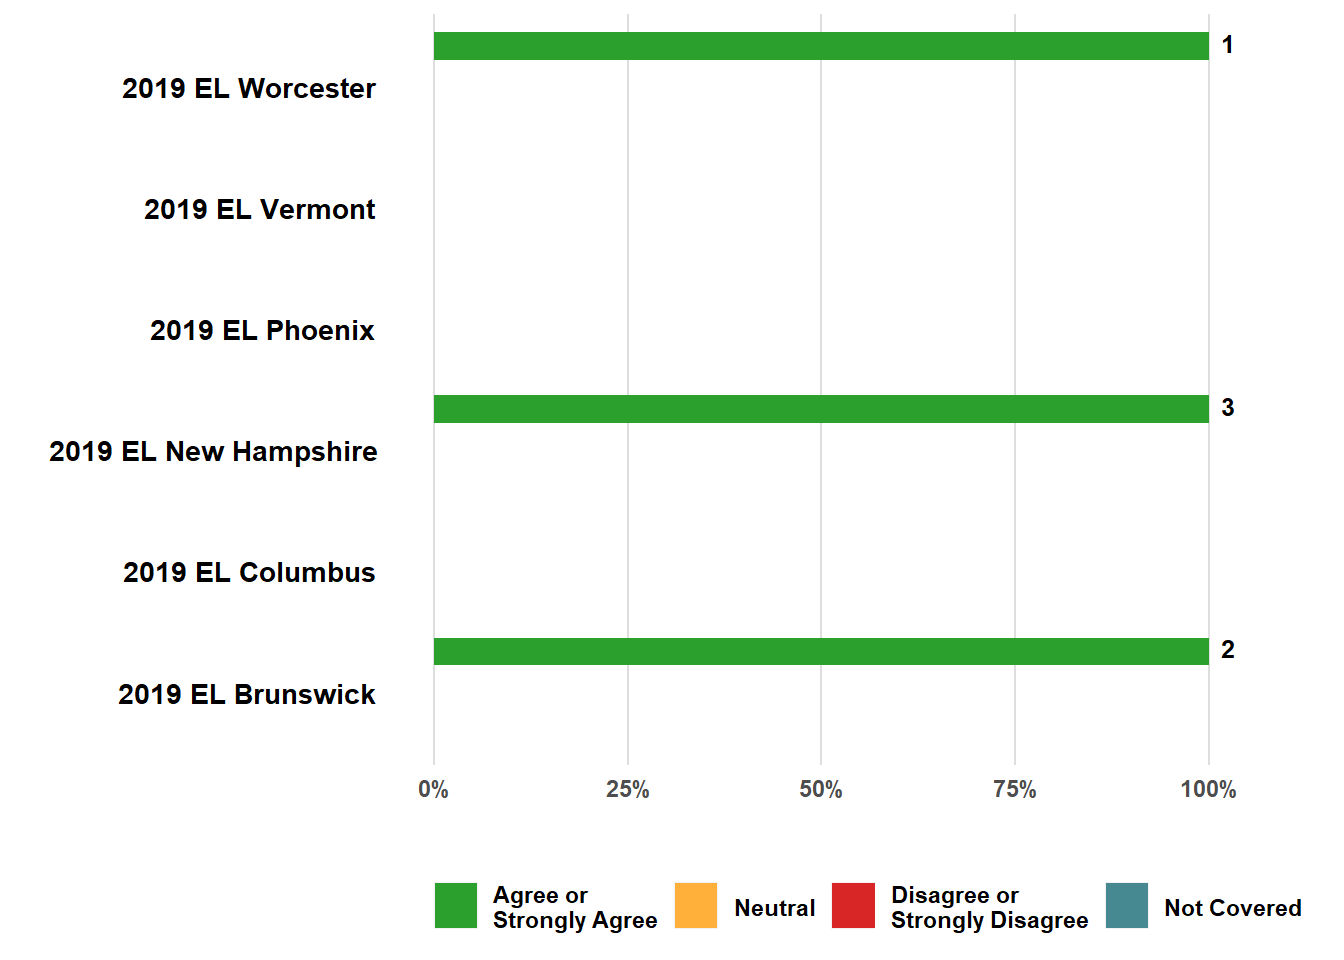 1
2019 EL Worcester
2019 EL Vermont
2019 EL Phoenix
3
2019 EL New Hampshire
2019 EL Columbus
2
2019 EL Brunswick
0% 25% 50% 75% 100%
Agree or
Strongly Agree
Neutral
Disagree or
Strongly Disagree
Not Covered